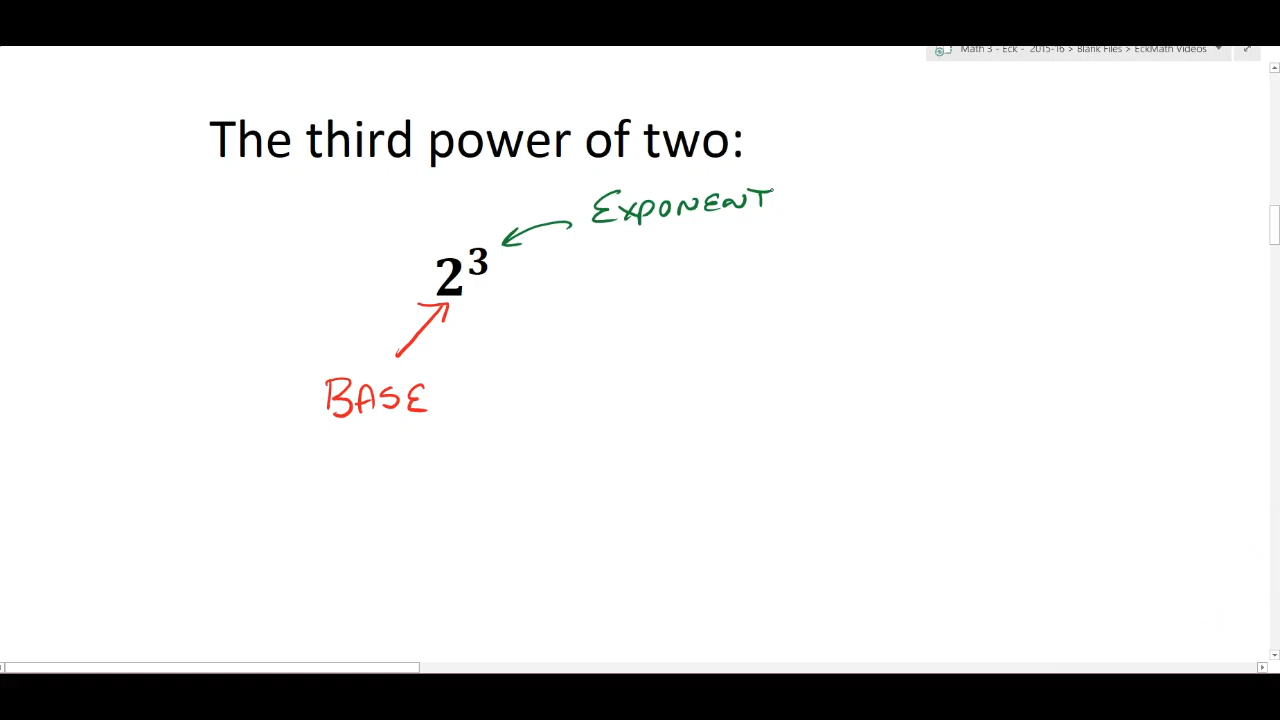 Math 3 - Eck - 2015-16 > Blank Files > EckMath Videos
The third power of two:
EXPONENT
2³
BASE